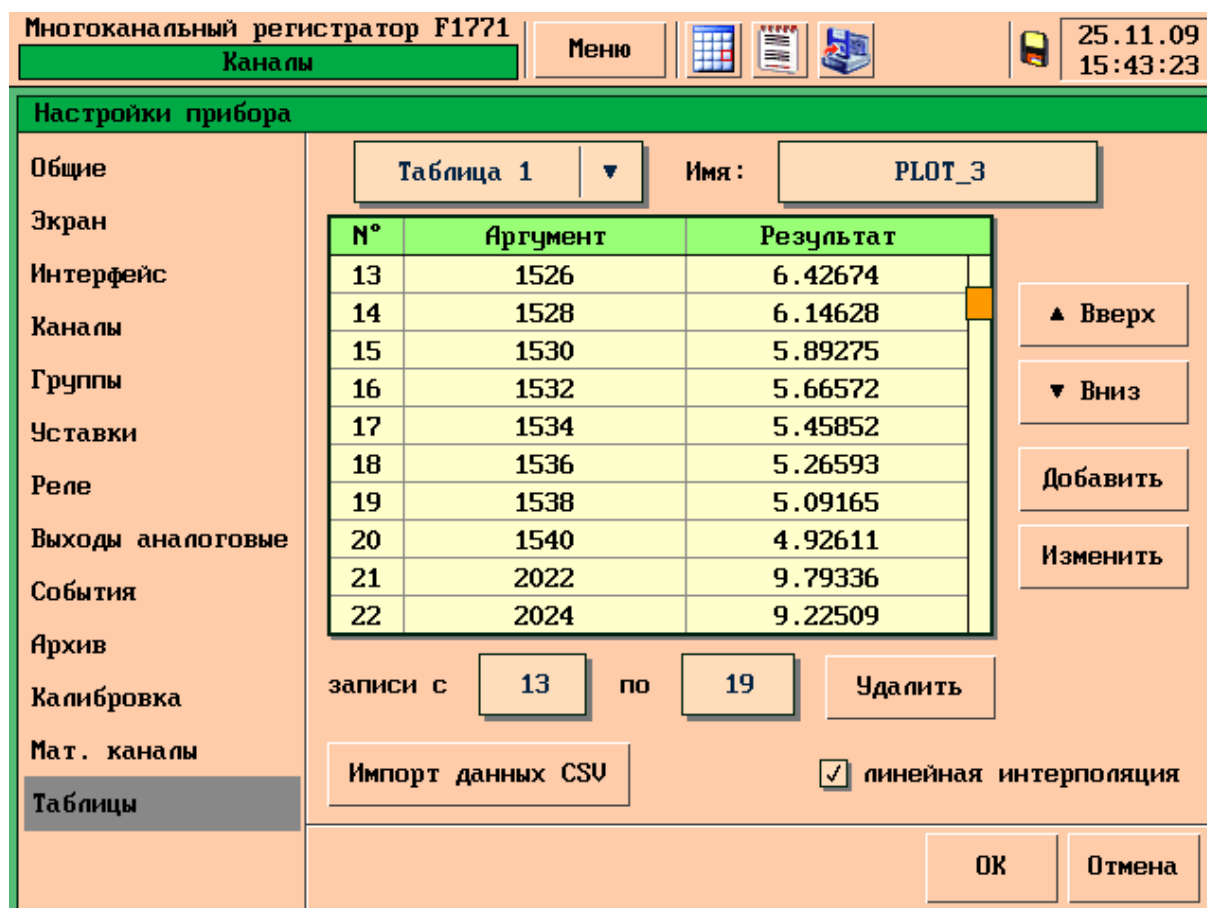 Многоканальный регистратор F1771
Каналы
Меню
25.11.09
15:43:23
Настройки прибора
Общие
Экран
Интерфейс
Каналы
Группы
Уставки
Реле
Выходы аналоговые
События
Архив
Калибровка
Мат. каналы
Таблицы
Таблица 1 ▼ Имя: PLOT_3
N° Аргумент Результат
13 1526 6.42674
14 1528 6.14628
15 1530 5.89275
16 1532 5.66572
17 1534 5.45852
18 1536 5.26593
19 1538 5.09165
20 1540 4.92611
21 2022 9.79336
22 2024 9.22509
▲ Вверх
▼ Вниз
Добавить
Изменить
записи с 13 по 19 Удалить
Импорт данных CSV ✓ линейная интерполяция
OK Отмена